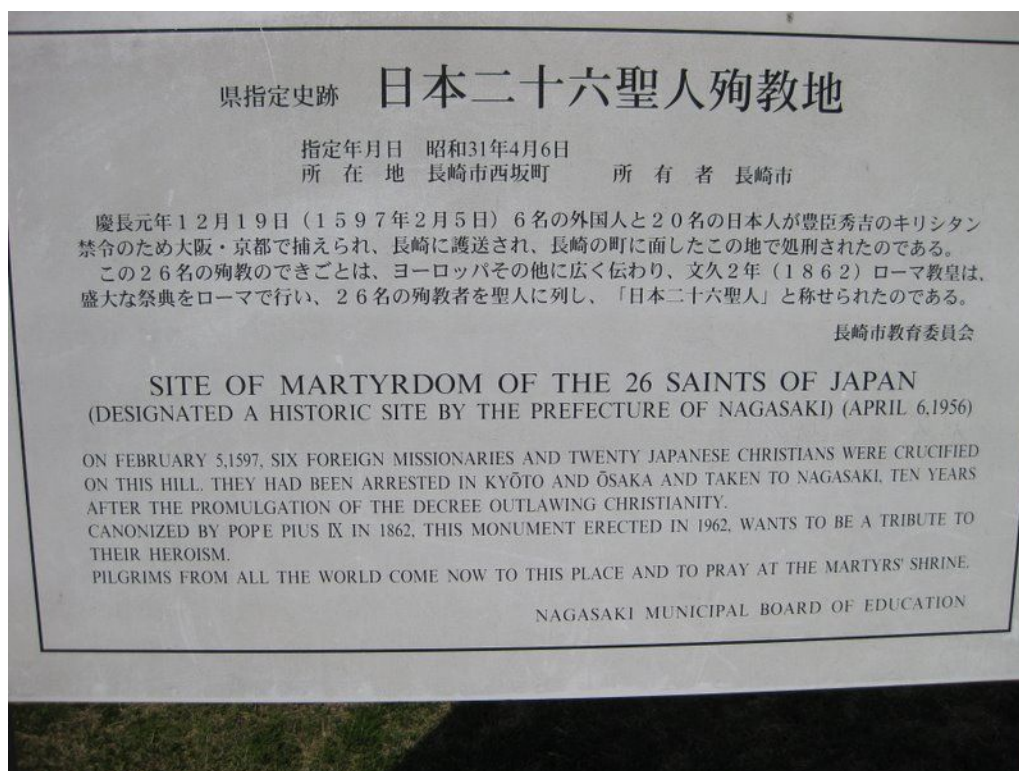 県指定史跡 日本二十六聖人殉教地
指定年月日 昭和31年4月6日
所在地 長崎市西坂町 所有者 長崎市
慶長元年12月19日(1597年2月5日)6名の外国人と20名の日本人が豊臣秀吉のキリシタン
禁令のため大阪・京都で捕えられ、長崎に護送され、長崎の町に面したこの地で処刑されたのである。
この26名の殉教のできごとは、ヨーロッパその他に広く伝わり、文久2年(1862)ローマ教皇は、
盛大な祭典をローマで行い、26名の殉教者を聖人に列し、「日本二十六聖人」と称せられたのである。
長崎市教育委員会
SITE OF MARTYRDOM OF THE 26 SAINTS OF JAPAN
(DESIGNATED A HISTORIC SITE BY THE PREFECTURE OF NAGASAKI) (APRIL 6,1956)
ON FEBRUARY 5,1597, SIX FOREIGN MISSIONARIES AND TWENTY JAPANESE CHRISTIANS WERE CRUCIFIED
ON THIS HILL. THEY HAD BEEN ARRESTED IN KYŌTO AND ŌSAKA AND TAKEN TO NAGASAKI, TEN YEARS
AFTER THE PROMULGATION OF THE DECREE OUTLAWING CHRISTIANITY.
CANONIZED BY POPE PIUS Ⅸ IN 1862, THIS MONUMENT ERECTED IN 1962, WANTS TO BE A TRIBUTE TO
THEIR HEROISM.
PILGRIMS FROM ALL THE WORLD COME NOW TO THIS PLACE AND TO PRAY AT THE MARTYRS' SHRINE.
NAGASAKI MUNICIPAL BOARD OF EDUCATION